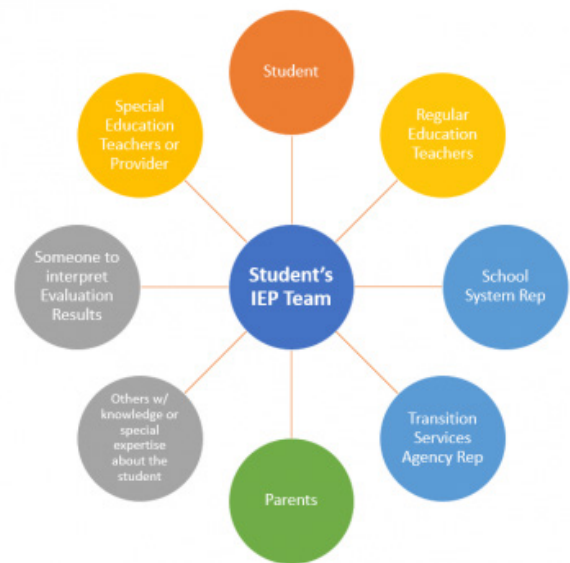 Student
Special
Education
Teachers or
Provider
Regular
Education
Teachers
Someone to
interpret
Evaluation
Results
Student's
IEP Team
School
System Rep
Others w/
knowledge or
special
expertise
about the
student
Transition
Services
Agency Rep
Parents